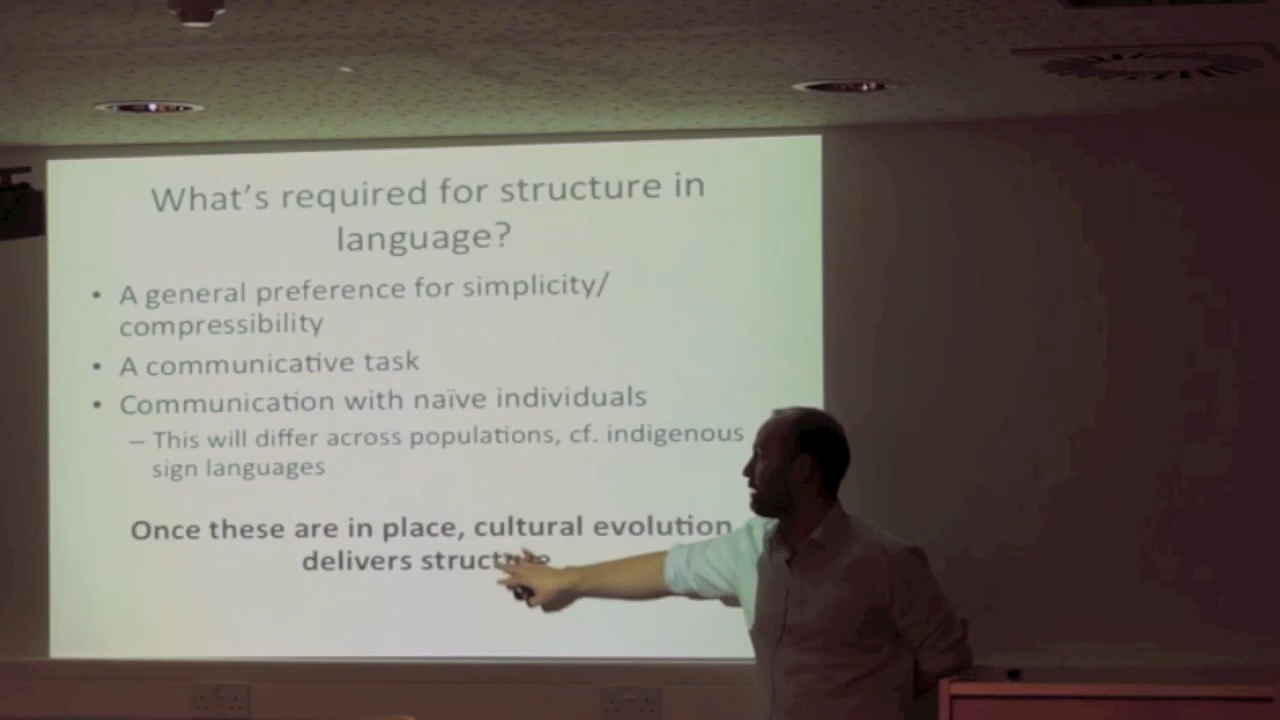 What's required for structure in
language?
• A general preference for simplicity/
compressibility
• A communicative task
• Communication with naïve individuals
– This will differ across populations, cf. indigenous
sign languages
Once these are in place, cultural evolution
delivers structure